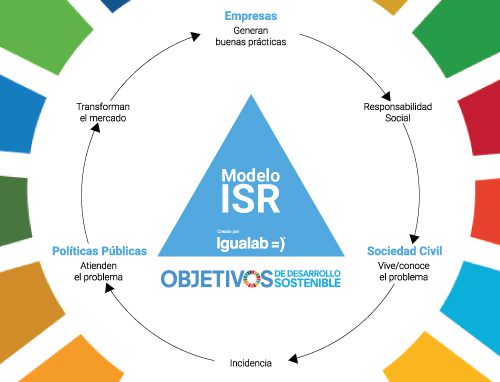 Empresas
Generan
buenas prácticas
Transforman
el mercado
Responsabilidad
Social
Modelo
ISR
Creado por
Igualab =)
Políticas Públicas
Atienden
el problema
Sociedad Civil
Vive/conoce
el problema
OBJETIVOS DE DESARROLLO
SOSTENIBLE
Incidencia